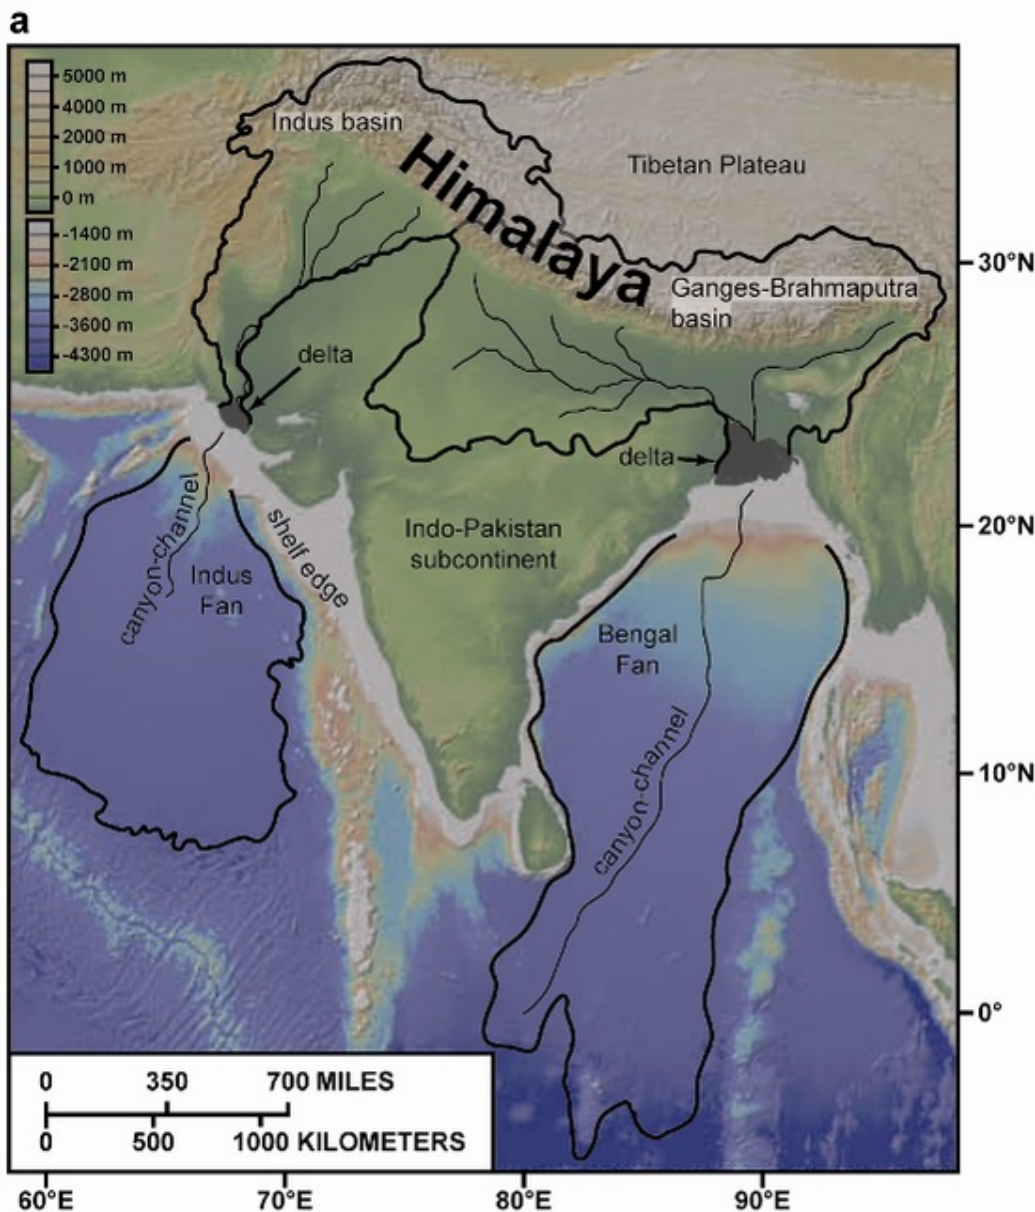 a
5000 m
4000 m
2000 m
1000 m
0 m
-1400 m
-2100 m
-2800 m
-3600 m
-4300 m
Indus basin
Himalaya
Tibetan Plateau
30°N
Ganges-Brahmaputra
basin
delta
delta
20°N
canyon-channel
shelf edge
Indo-Pakistan
subcontinent
Indus
Fan
Bengal
Fan
canyon-channel
10°N
0°
0 350 700 MILES
0 500 1000 KILOMETERS
60°E 70°E 80°E 90°E